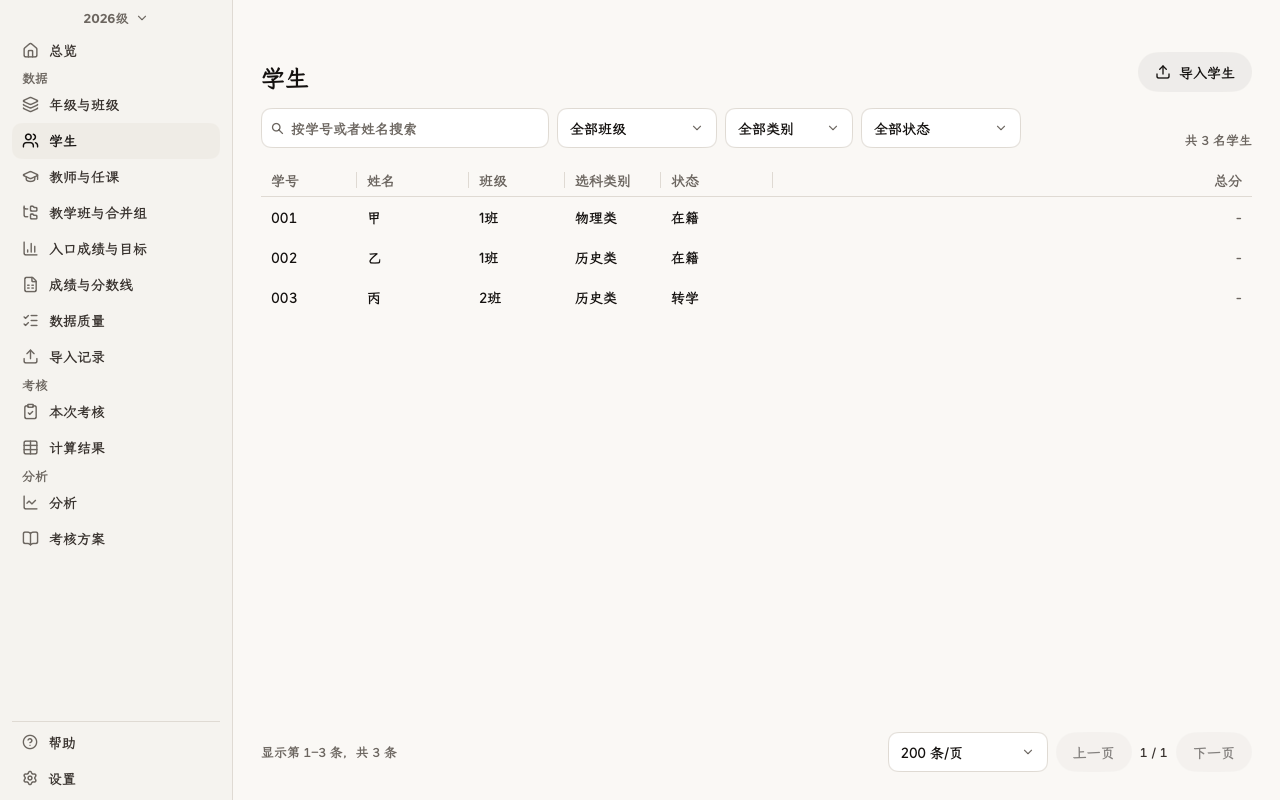 2026级
总览
数据
年级与班级
学生
教师与任课
教学班与合并组
入口成绩与目标
成绩与分数线
数据质量
导入记录
考核
本次考核
计算结果
分析
分析
考核方案
帮助
设置
学生
导入学生
按学号或者姓名搜索
全部班级
全部类别
全部状态
共 3 名学生
学号 姓名 班级 选科类别 状态 总分
001 甲 1班 物理类 在籍 -
002 乙 1班 历史类 在籍 -
003 丙 2班 历史类 转学 -
显示第 1–3 条，共 3 条
200 条/页
上一页
1 / 1
下一页